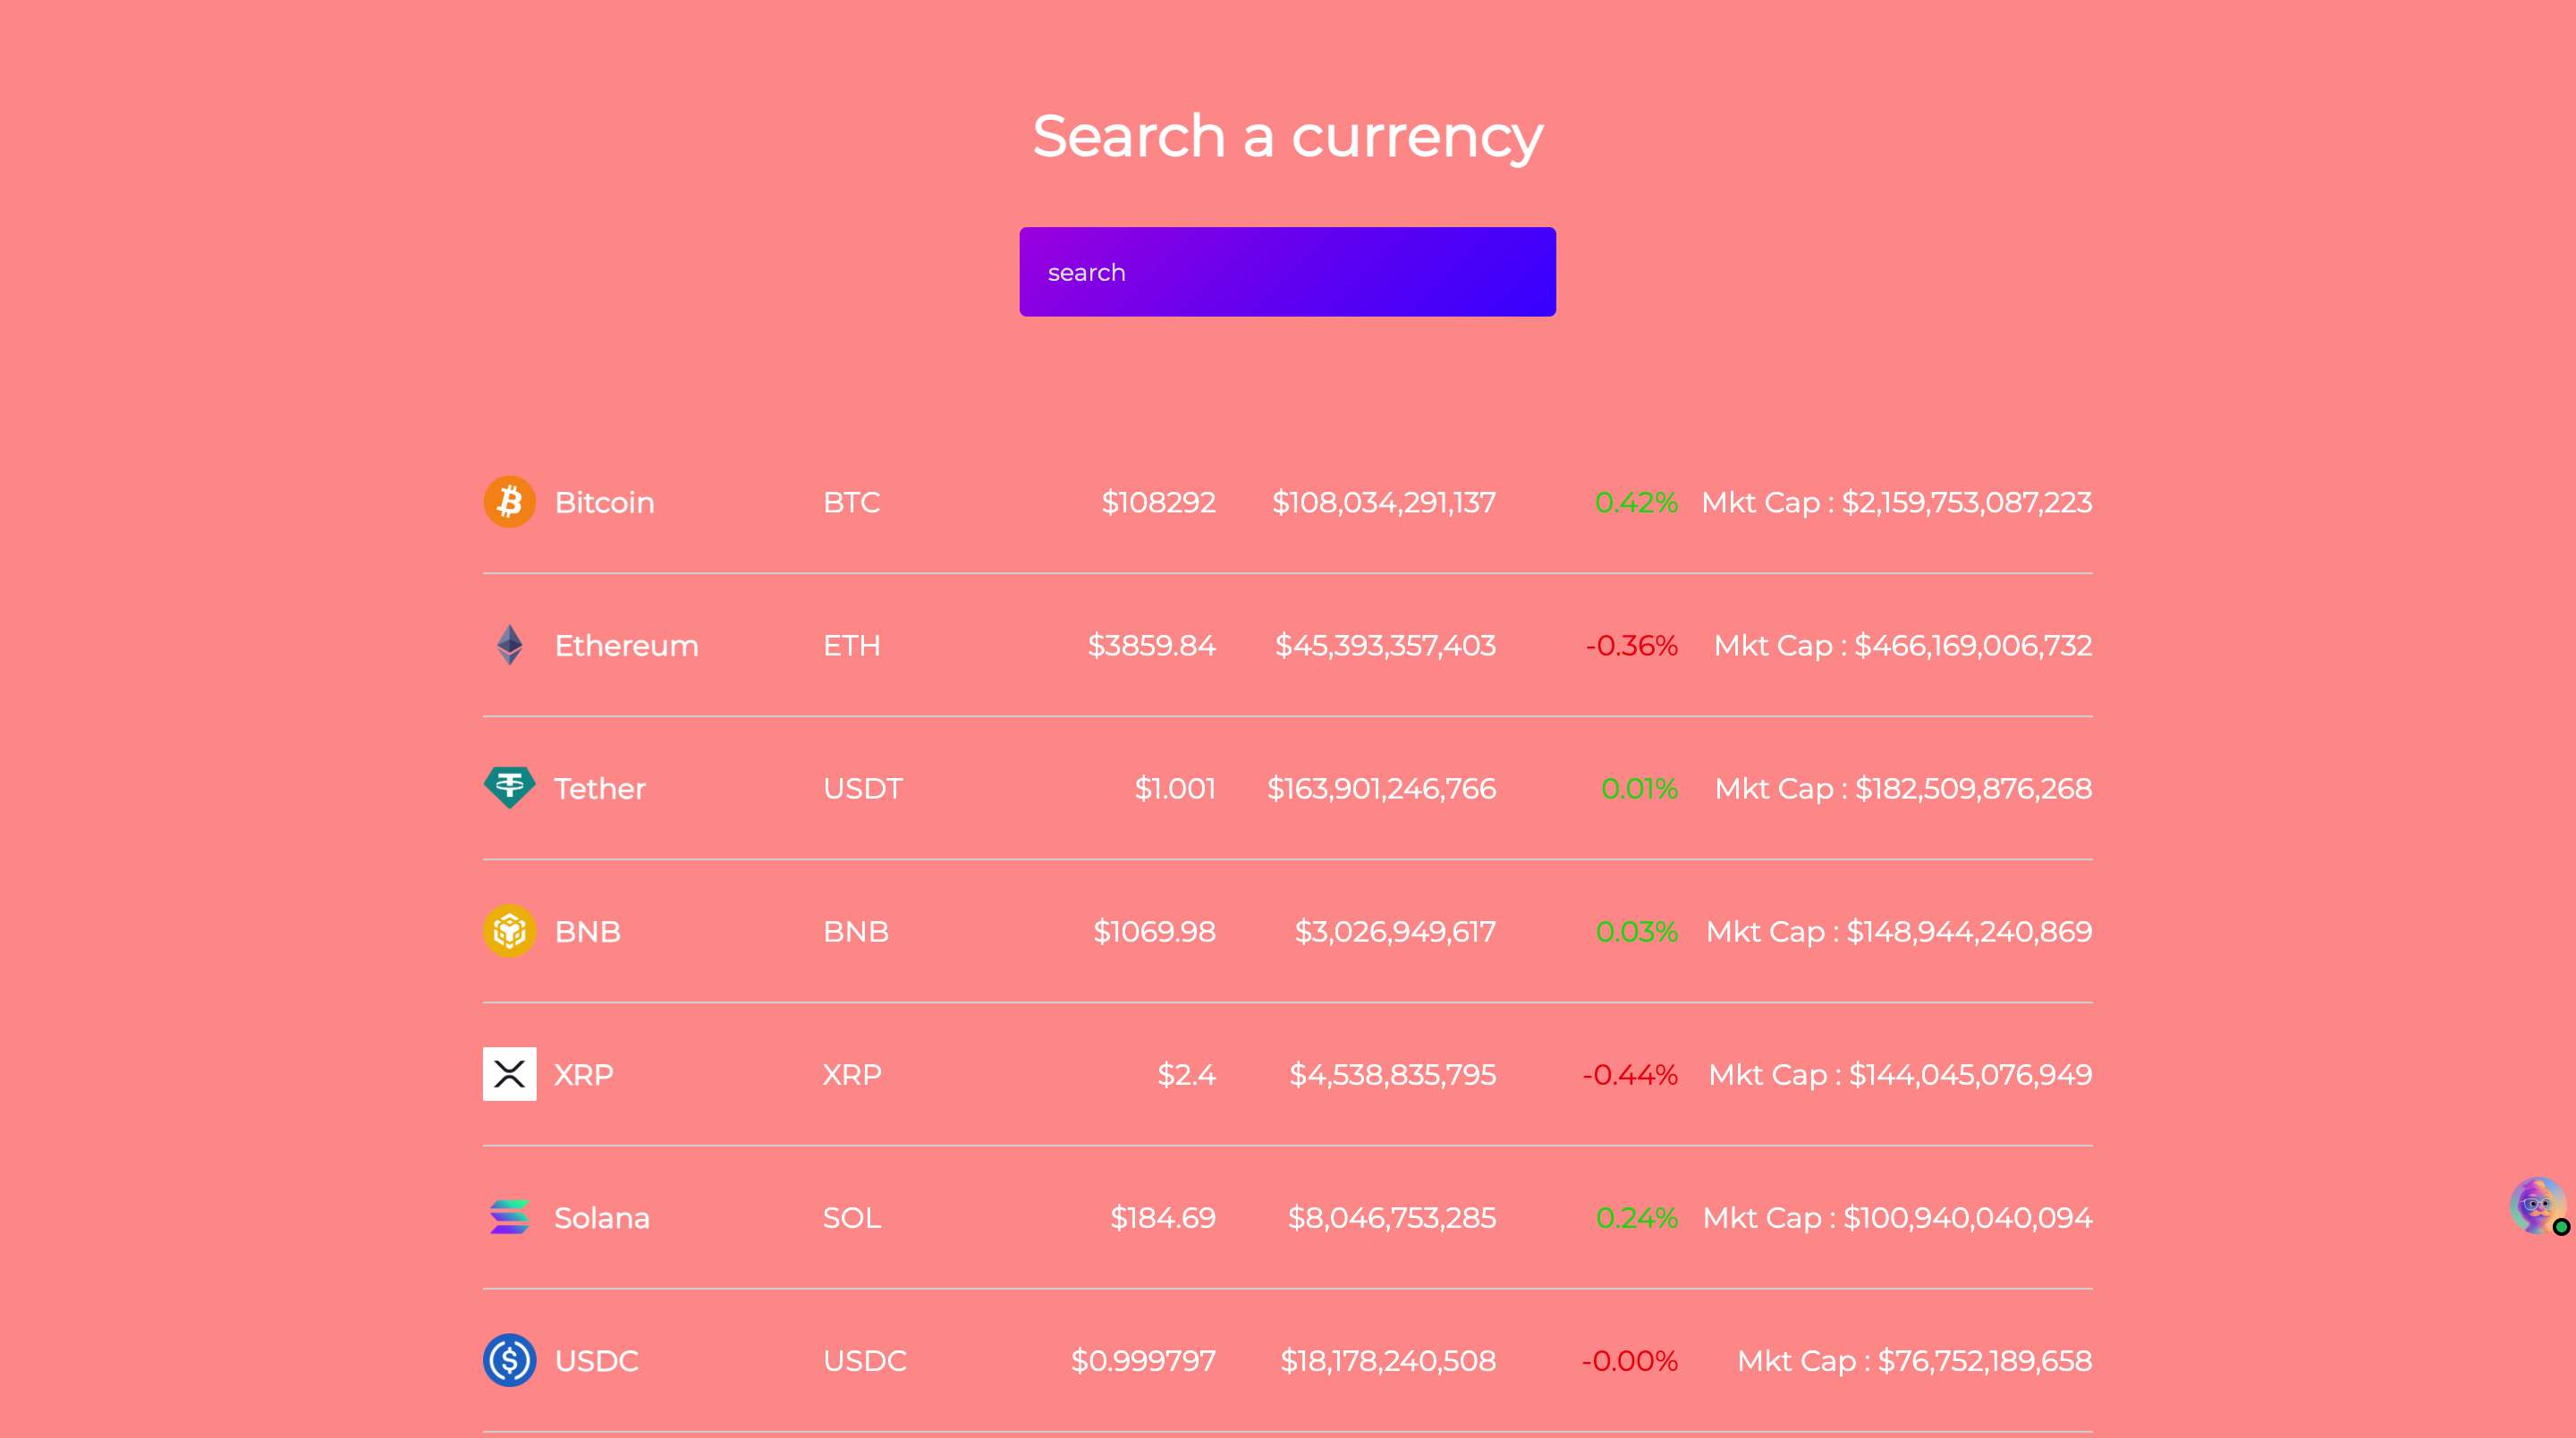 Search a currency
search
Bitcoin BTC $108292 $108,034,291,137 0.42% Mkt Cap : $2,159,753,087,223
Ethereum ETH $3859.84 $45,393,357,403 -0.36% Mkt Cap : $466,169,006,732
Tether USDT $1.001 $163,901,246,766 0.01% Mkt Cap : $182,509,876,268
BNB BNB $1069.98 $3,026,949,617 0.03% Mkt Cap : $148,944,240,869
XRP XRP $2.4 $4,538,835,795 -0.44% Mkt Cap : $144,045,076,949
Solana SOL $184.69 $8,046,753,285 0.24% Mkt Cap : $100,940,040,094
USDC USDC $0.999797 $18,178,240,508 -0.00% Mkt Cap : $76,752,189,658